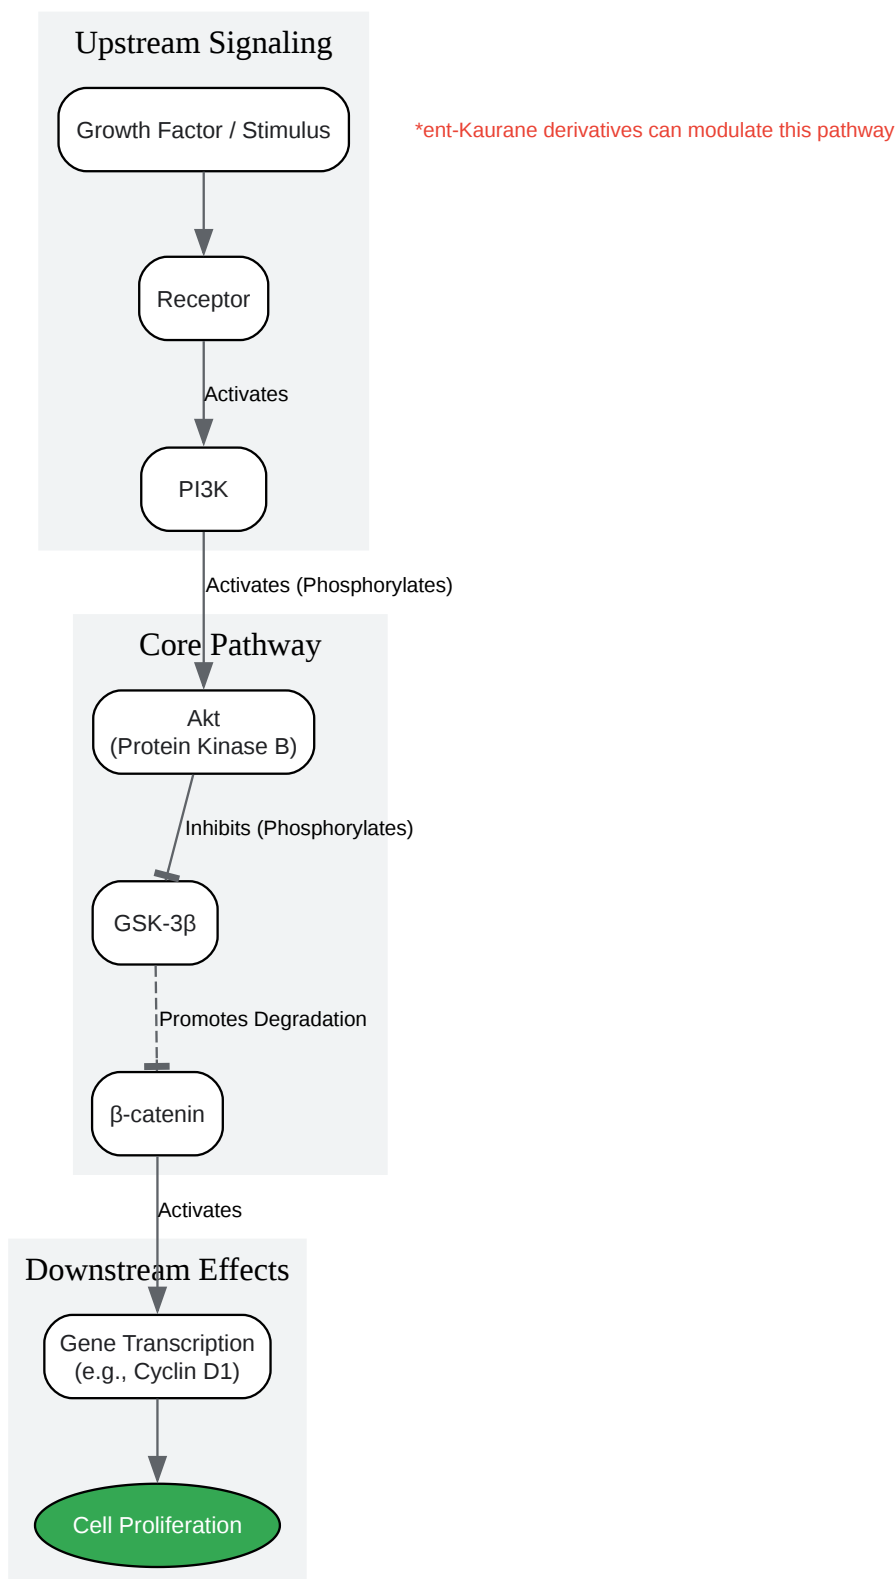 Upstream Signaling
Growth Factor / Stimulus
*ent-Kaurane derivatives can modulate this pathway
Receptor
Activates
PI3K
Activates (Phosphorylates)
Core Pathway
Akt
(Protein Kinase B)
Inhibits (Phosphorylates)
GSK-3β
Promotes Degradation
β-catenin
Activates
Downstream Effects
Gene Transcription
(e.g., Cyclin D1)
Cell Proliferation